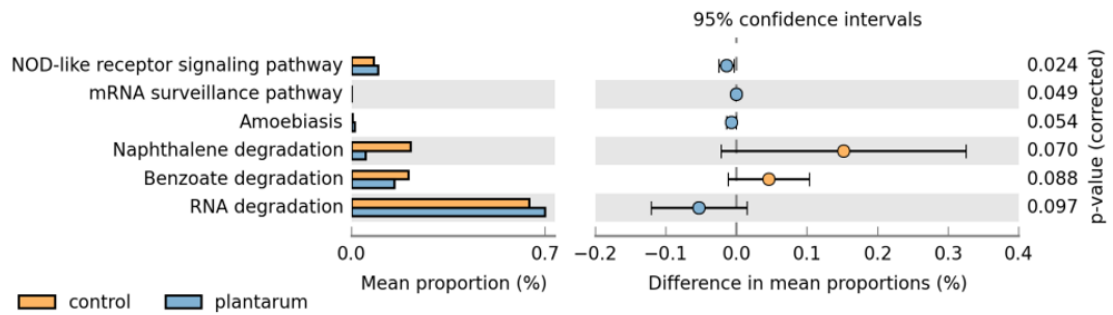 95% confidence intervals
NOD-like receptor signaling pathway 0.024
mRNA surveillance pathway 0.049
Amoebiasis 0.054
Naphthalene degradation 0.070
Benzoate degradation 0.088
RNA degradation 0.097
p-value (corrected)
0.0 0.7 −0.2 −0.1 0.0 0.1 0.2 0.3 0.4
Mean proportion (%) Difference in mean proportions (%)
control plantarum